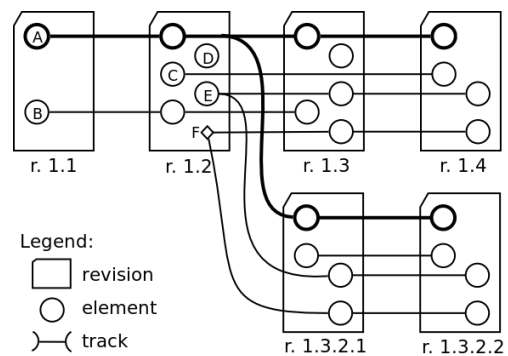 A
B
C
D
E
F
r. 1.1
r. 1.2
r. 1.3
r. 1.4
Legend:
revision
element
track
r. 1.3.2.1
r. 1.3.2.2